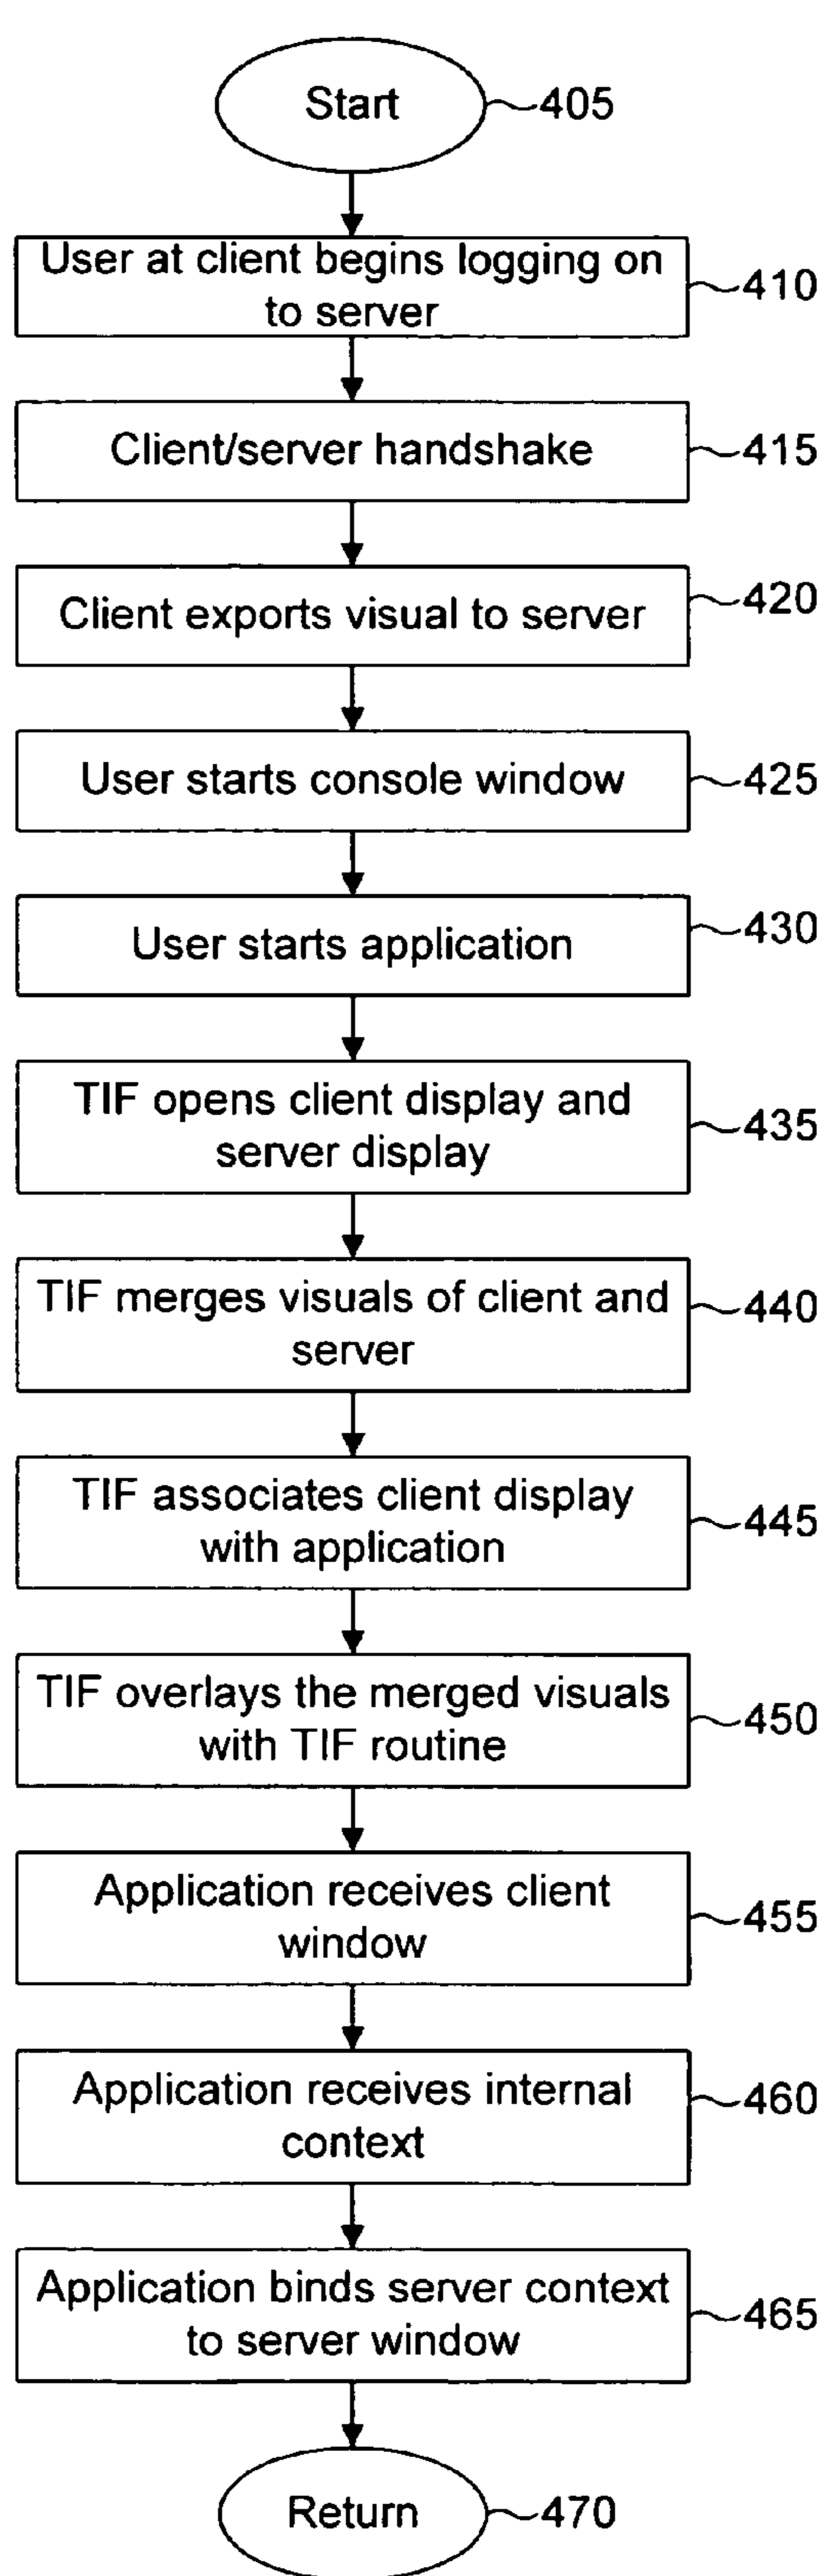 Start
405
User at client begins logging on
to server
410
Client/server handshake
415
Client exports visual to server
420
User starts console window
425
User starts application
430
TIF opens client display and
server display
435
TIF merges visuals of client and
server
440
TIF associates client display
with application
445
TIF overlays the merged visuals
with TIF routine
450
Application receives client
window
455
Application receives internal
context
460
Application binds server context
to server window
465
Return
470